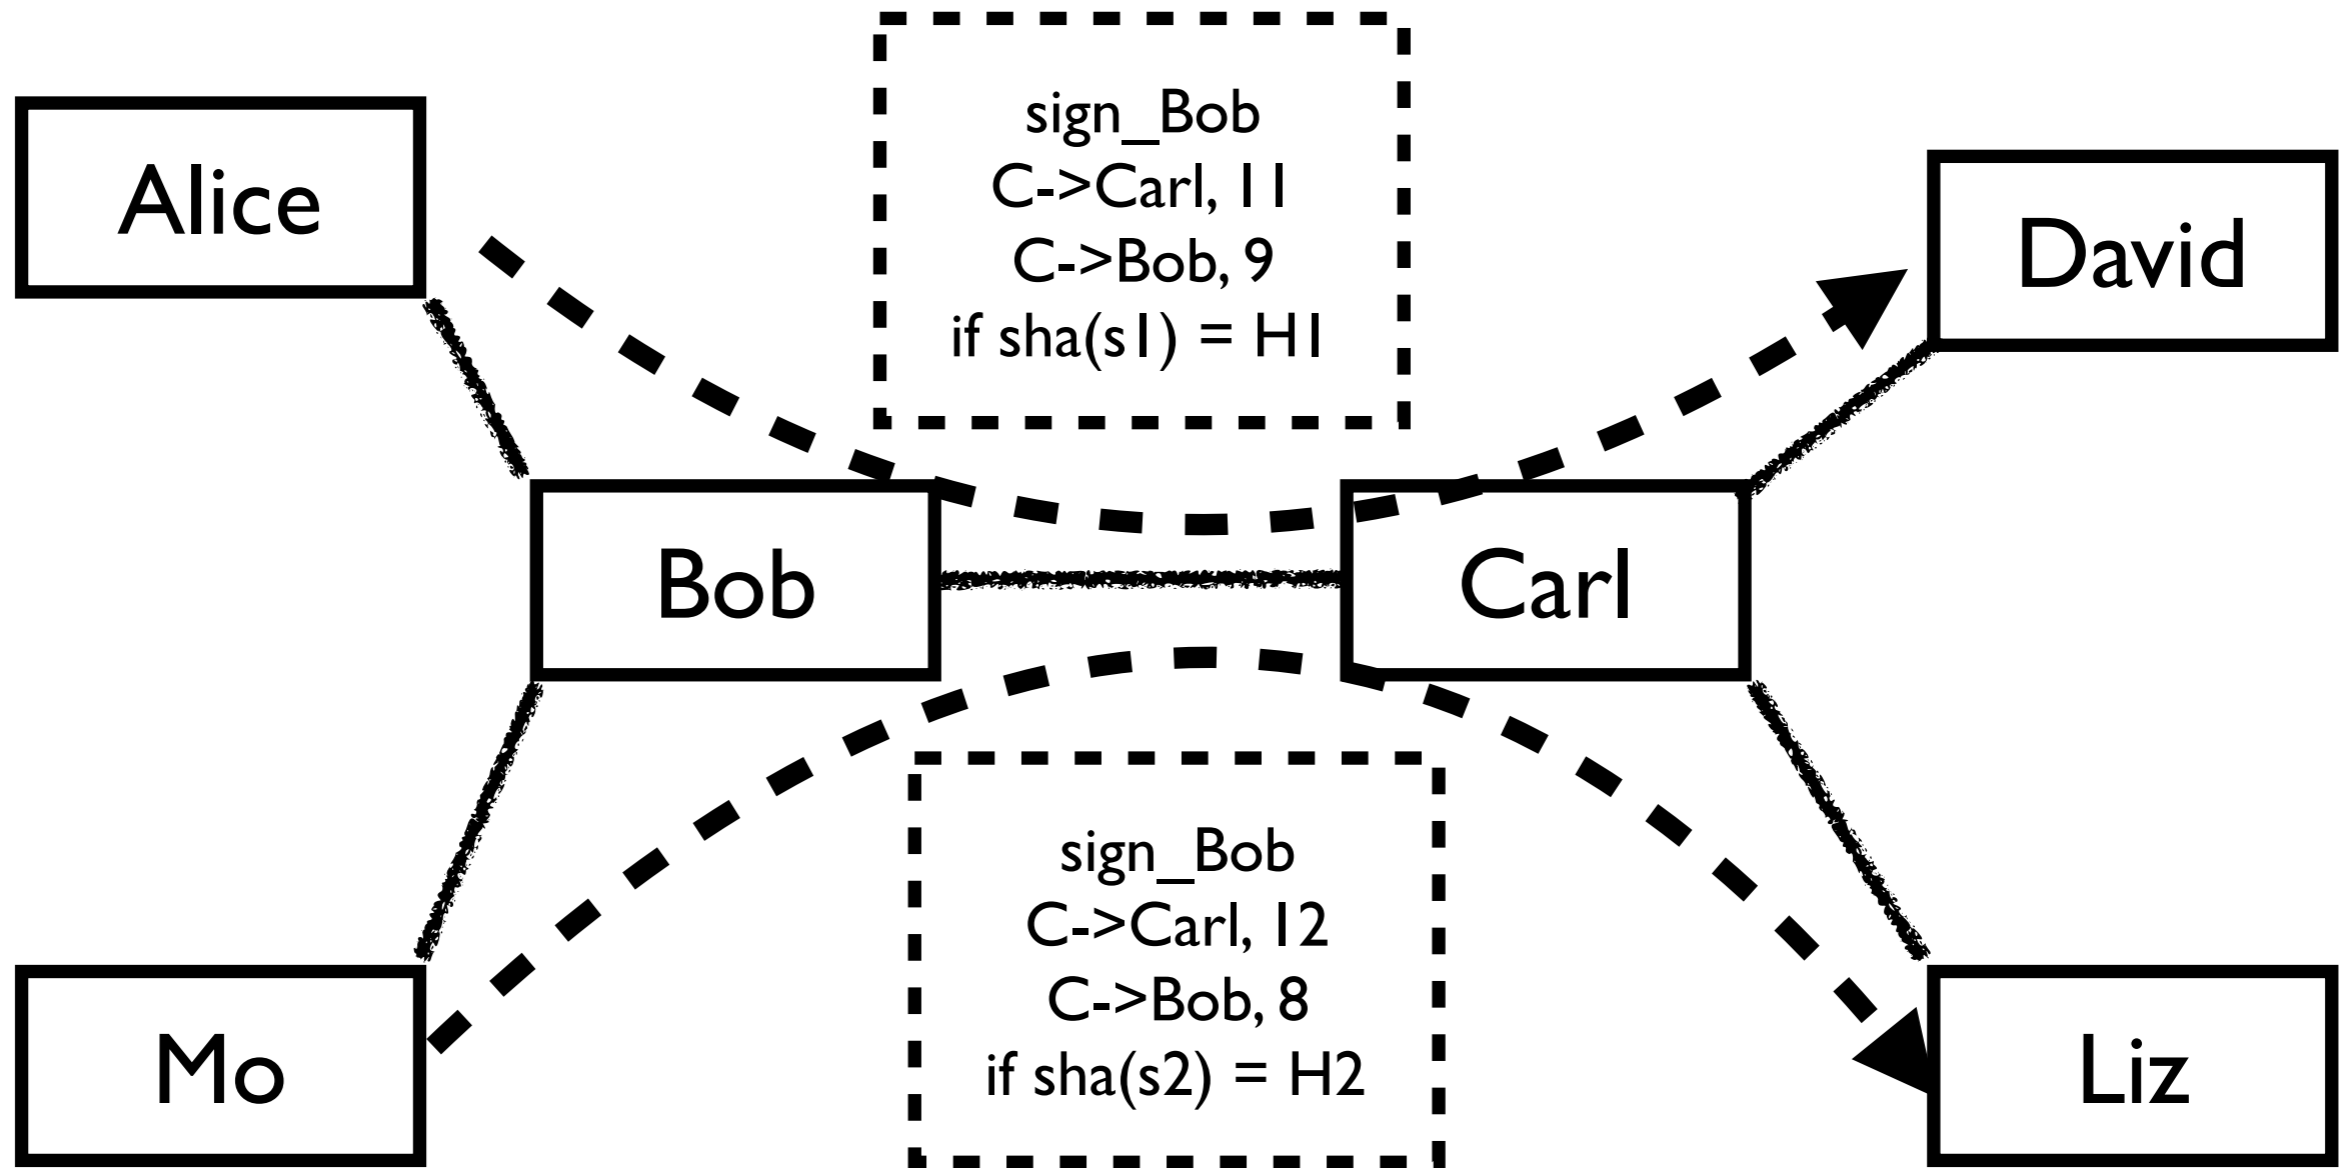 sign_Bob
C->Carl, 11
C->Bob, 9
if sha(s1) = H1
Alice
David
Bob
Carl
sign_Bob
C->Carl, 12
C->Bob, 8
if sha(s2) = H2
Mo
Liz